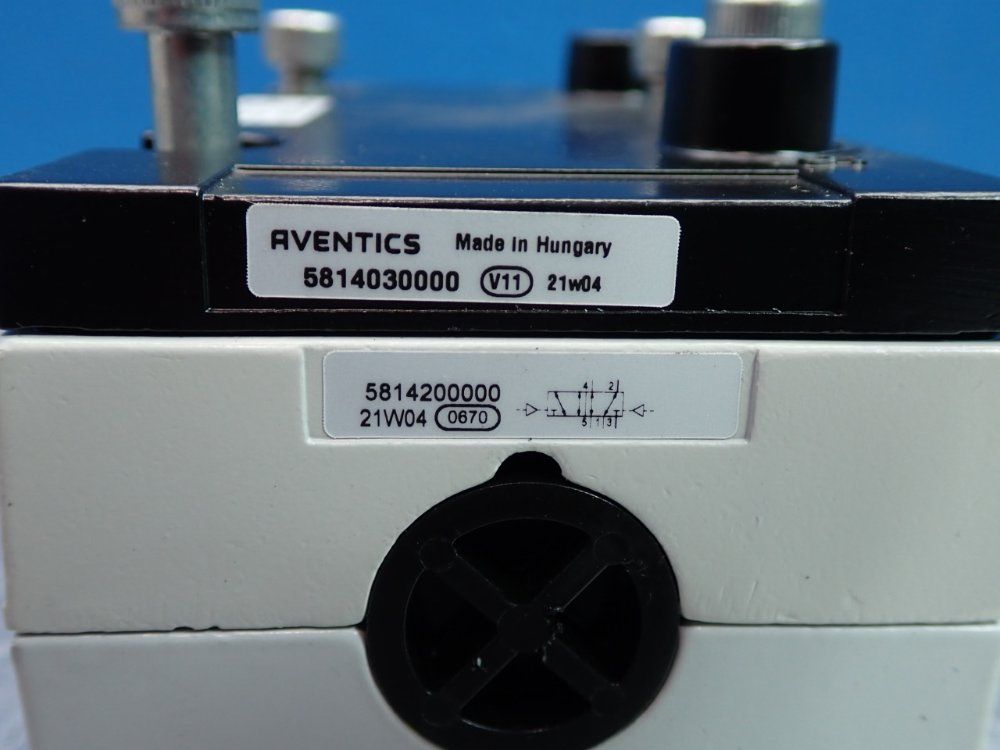 AVENTICS Made in Hungary
5814030000 V11 21w04
5814200000
21W04 0670
4 2
5 1 3